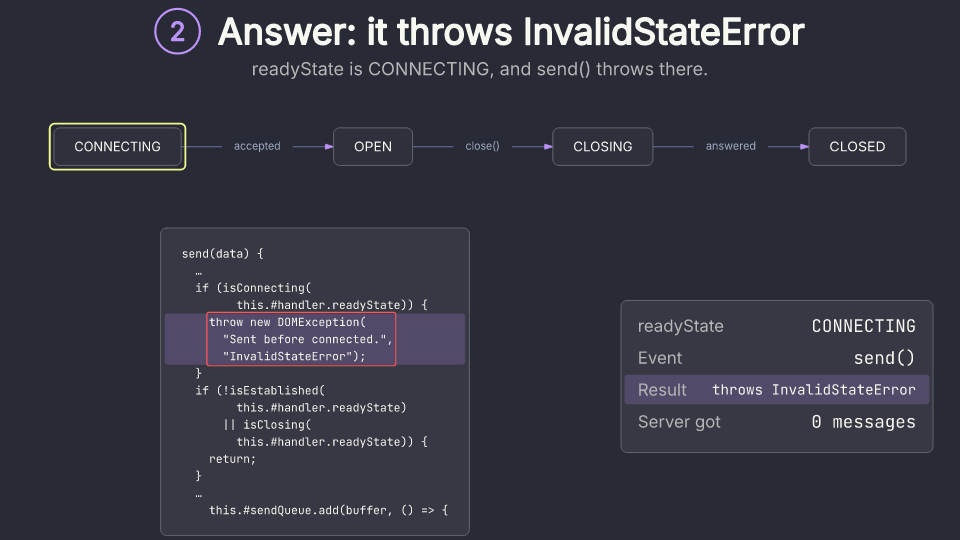 2 Answer: it throws InvalidStateError
readyState is CONNECTING, and send() throws there.
CONNECTING accepted OPEN close() CLOSING answered CLOSED
send(data) {
  …
  if (isConnecting(
        this.#handler.readyState)) {
    throw new DOMException(
      "Sent before connected.",
      "InvalidStateError");
  }
  if (!isEstablished(
        this.#handler.readyState)
      || isClosing(
        this.#handler.readyState)) {
    return;
  }
  …
    this.#sendQueue.add(buffer, () => {
readyState CONNECTING
Event send()
Result throws InvalidStateError
Server got 0 messages